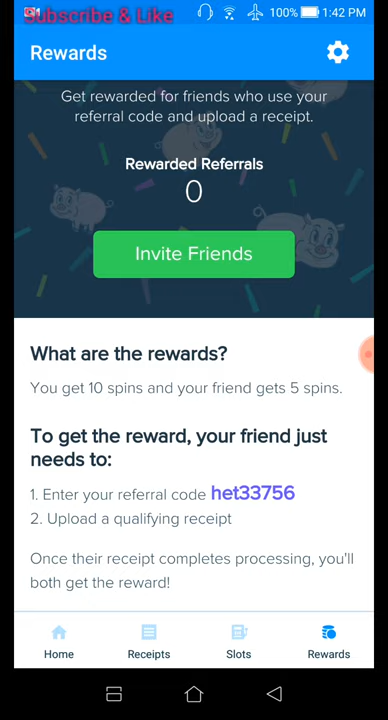 Subscribe & Like
100% 1:42 PM
Rewards
Get rewarded for friends who use your
referral code and upload a receipt.
Rewarded Referrals
0
Invite Friends
What are the rewards?
You get 10 spins and your friend gets 5 spins.
To get the reward, your friend just
needs to:
1. Enter your referral code het33756
2. Upload a qualifying receipt
Once their receipt completes processing, you'll
both get the reward!
Home Receipts Slots Rewards